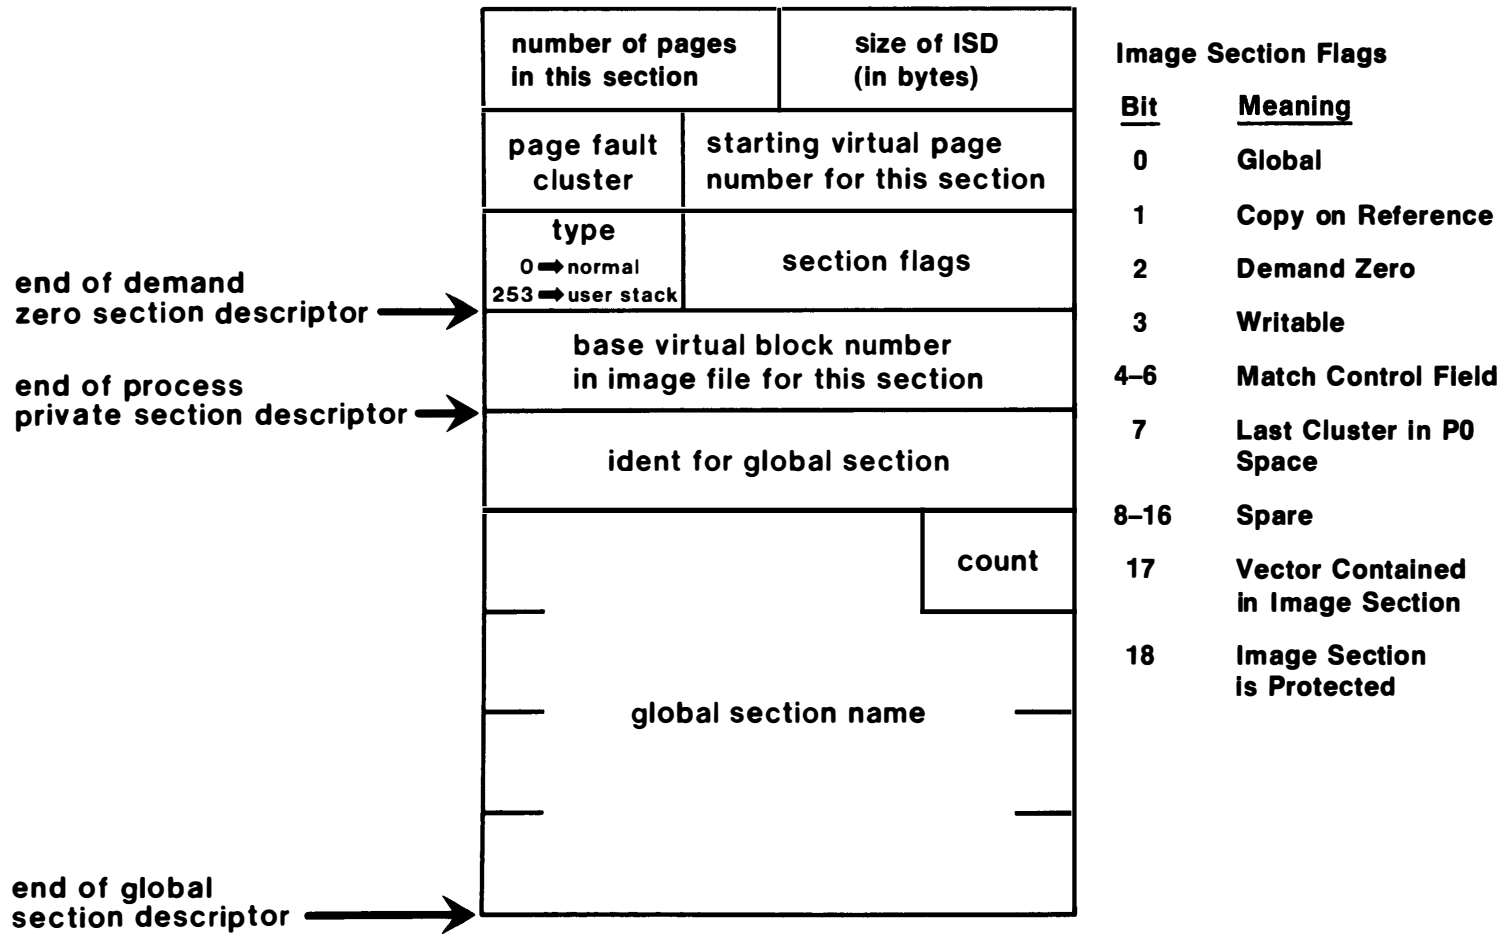 number of pages
in this section
size of ISD
(in bytes)
page fault
cluster
starting virtual page
number for this section
type
0 ➡ normal
253 ➡ user stack
section flags
end of demand
zero section descriptor
base virtual block number
in image file for this section
end of process
private section descriptor
ident for global section
count
global section name
end of global
section descriptor
Image Section Flags
Bit Meaning
0 Global
1 Copy on Reference
2 Demand Zero
3 Writable
4–6 Match Control Field
7 Last Cluster in P0
Space
8–16 Spare
17 Vector Contained
in Image Section
18 Image Section
is Protected